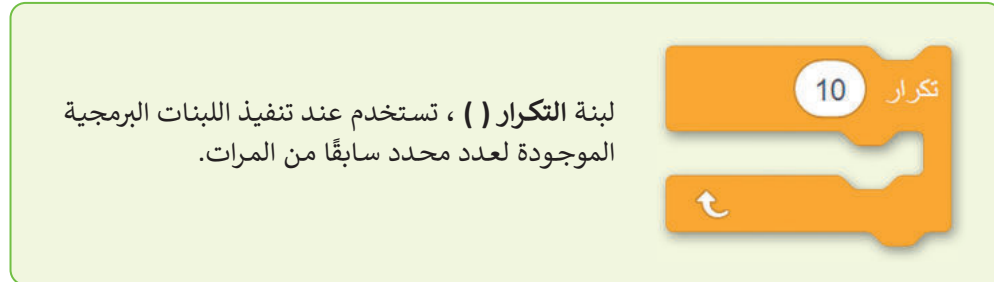 تكرار 10
لبنة التكرار ( ) ، تستخدم عند تنفيذ اللبنات البرمجية
الموجودة لعدد محدد سابقًا من المرات.